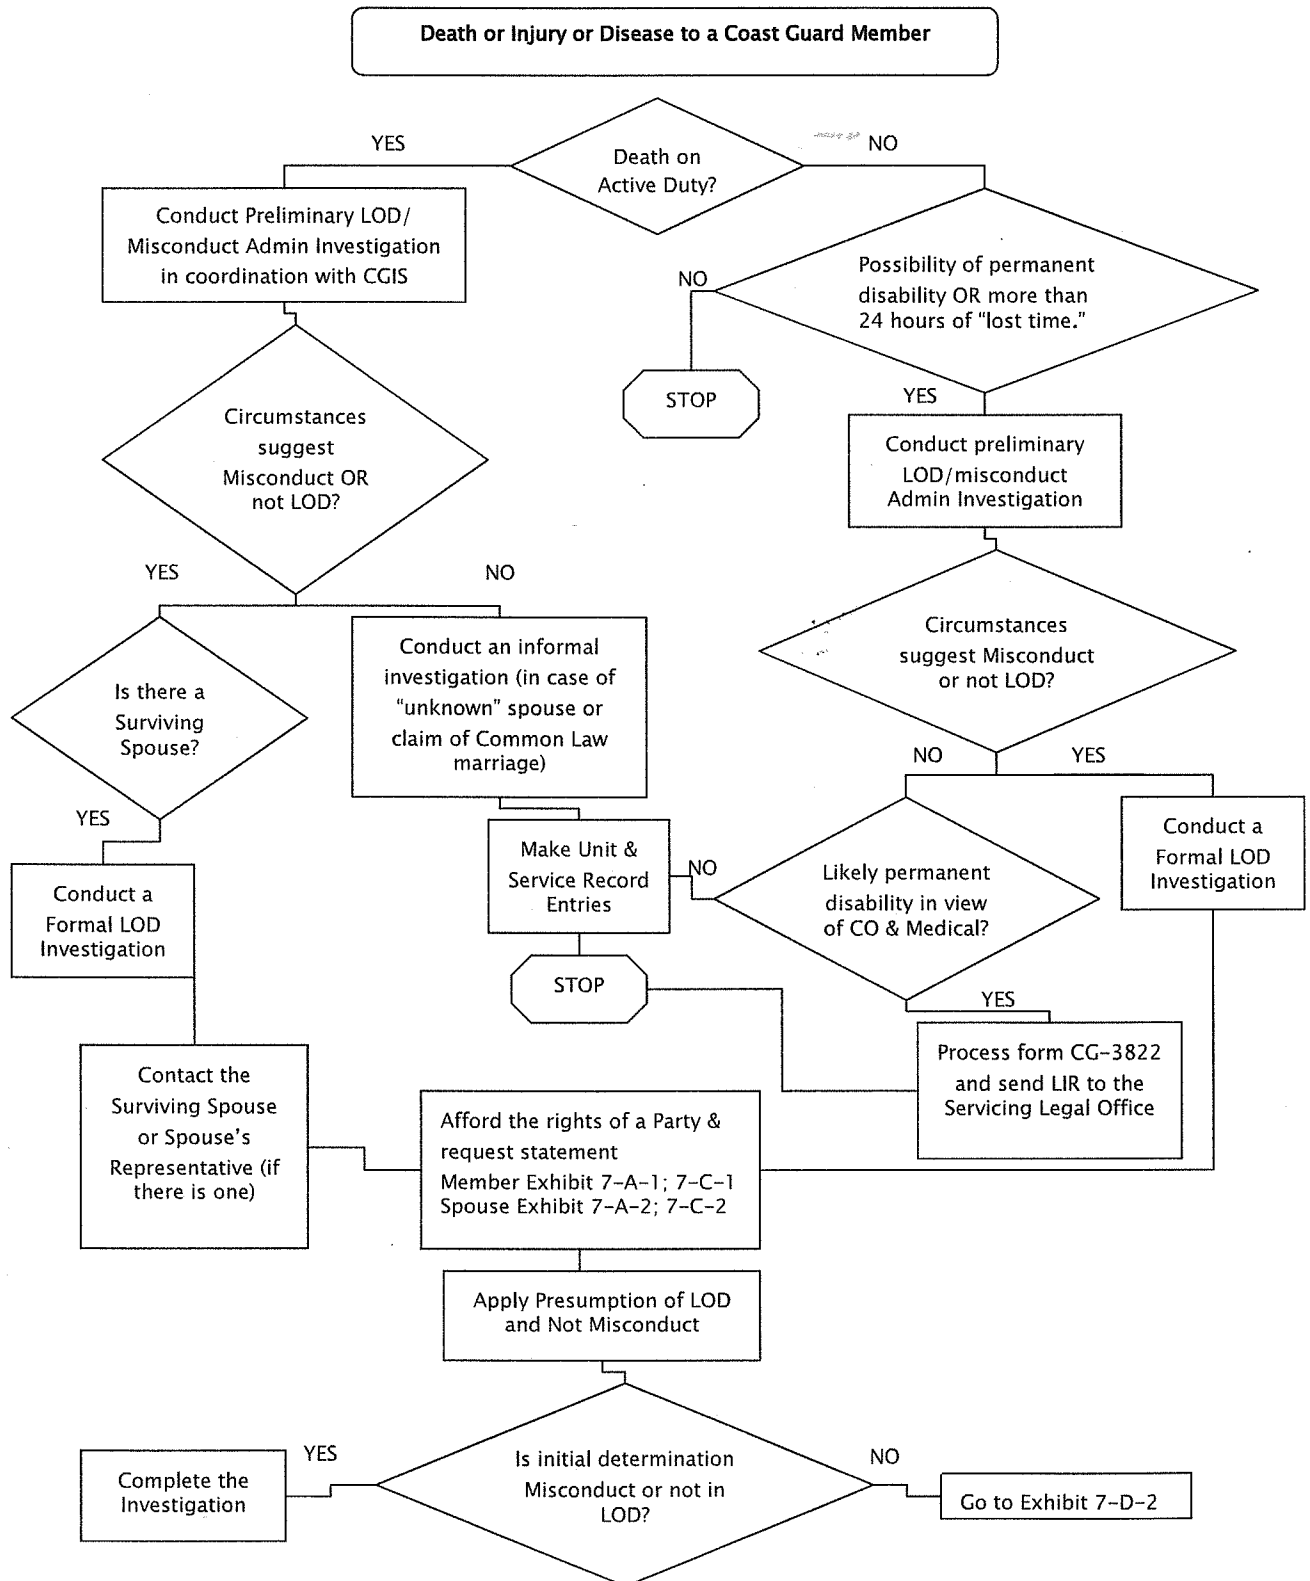 Death or Injury or Disease to a Coast Guard Member
YES
NO
Death on
Active Duty?
Conduct Preliminary LOD/
Misconduct Admin Investigation
in coordination with CGIS
Possibility of permanent
disability OR more than
24 hours of "lost time."
NO
STOP
YES
Circumstances
suggest
Misconduct OR
not LOD?
Conduct preliminary
LOD/misconduct
Admin Investigation
YES
NO
Conduct an informal
investigation (in case of
"unknown" spouse or
claim of Common Law
marriage)
Circumstances
suggest Misconduct
or not LOD?
Is there a
Surviving
Spouse?
NO
YES
YES
Make Unit &
Service Record
Entries
NO
Likely permanent
disability in view
of CO & Medical?
Conduct a
Formal LOD
Investigation
Conduct a
Formal LOD
Investigation
STOP
YES
Process form CG-3822
and send LIR to the
Servicing Legal Office
Contact the
Surviving Spouse
or Spouse's
Representative (if
there is one)
Afford the rights of a Party &
request statement
Member Exhibit 7-A-1; 7-C-1
Spouse Exhibit 7-A-2; 7-C-2
Apply Presumption of LOD
and Not Misconduct
YES
NO
Is initial determination
Misconduct or not in
LOD?
Complete the
Investigation
Go to Exhibit 7-D-2